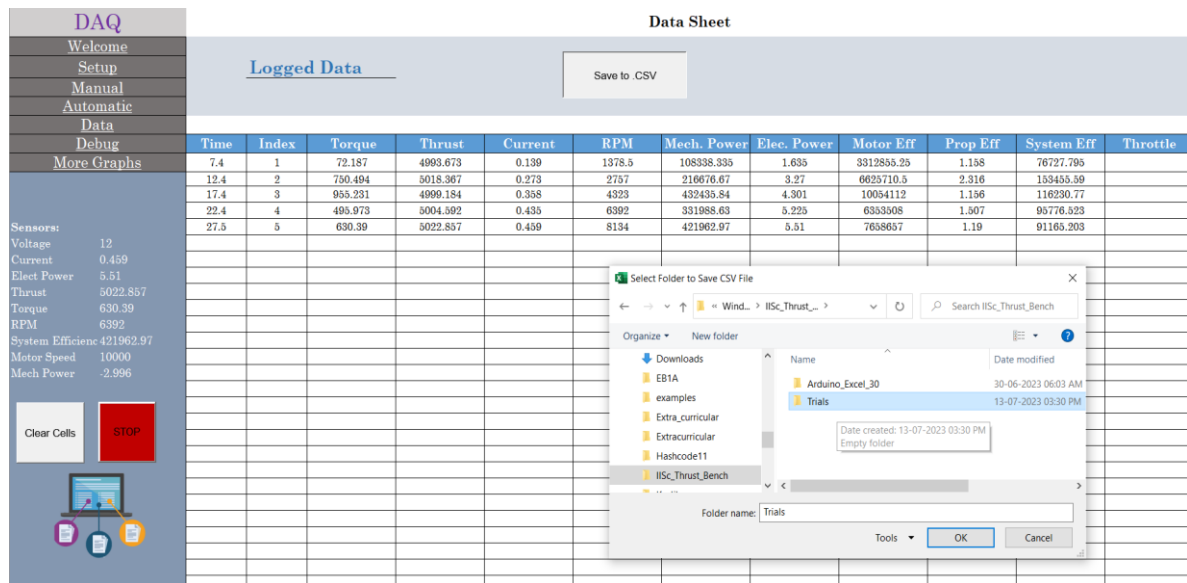 DAQ
Data Sheet
Welcome
Setup
Manual
Automatic
Data
Debug
More Graphs
Logged Data
Save to .CSV
Time Index Torque Thrust Current RPM Mech. Power Elec. Power Motor Eff Prop Eff System Eff Throttle
7.4 1 72.187 4993.673 0.139 1378.5 108338.335 1.635 3312855.25 1.158 76727.795
12.4 2 750.494 5018.367 0.273 2757 216676.67 3.27 6625710.5 2.316 153455.59
17.4 3 955.231 4999.184 0.358 4323 432435.84 4.301 10054112 1.156 116230.77
22.4 4 495.973 5004.592 0.435 6392 331988.63 5.225 6353508 1.507 95776.523
27.5 5 630.39 5022.857 0.459 8134 421962.97 5.51 7658657 1.19 91165.203
Sensors:
Voltage 12
Current 0.459
Elect Power 5.51
Thrust 5022.857
Torque 630.39
RPM 6392
System Efficienc 421962.97
Motor Speed 10000
Mech Power -2.996
Clear Cells
STOP
Select Folder to Save CSV File
« Wind... > IISc_Thrust_... >
Search IISc_Thrust_Bench
Organize
New folder
Downloads
EB1A
examples
Extra_curricular
Extracurricular
Hashcode11
IISc_Thrust_Bench
Name Date modified
Arduino_Excel_30 30-06-2023 06:03 AM
Trials 13-07-2023 03:30 PM
Date created: 13-07-2023 03:30 PM
Empty folder
Folder name: Trials
Tools
OK
Cancel